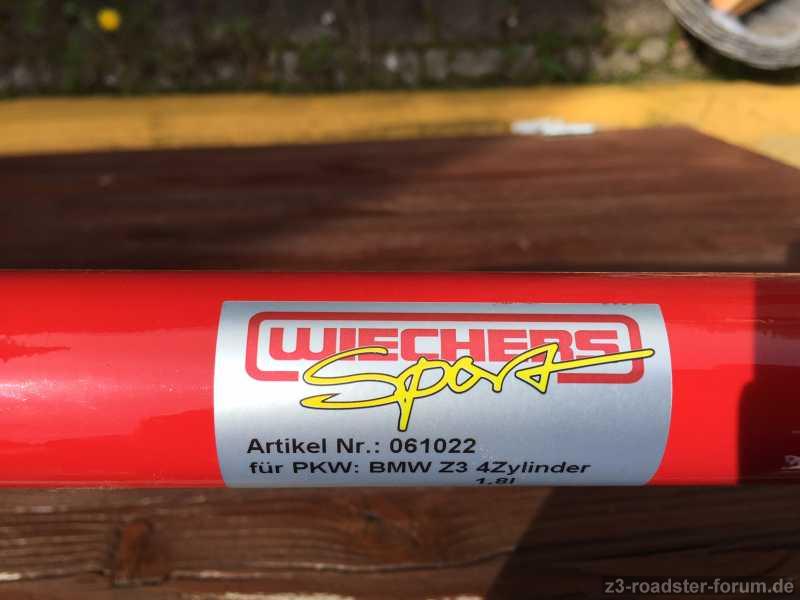 WIECHERS
Sport
Artikel Nr.: 061022
für PKW: BMW Z3 4Zylinder
1,8l
z3-roadster-forum.de